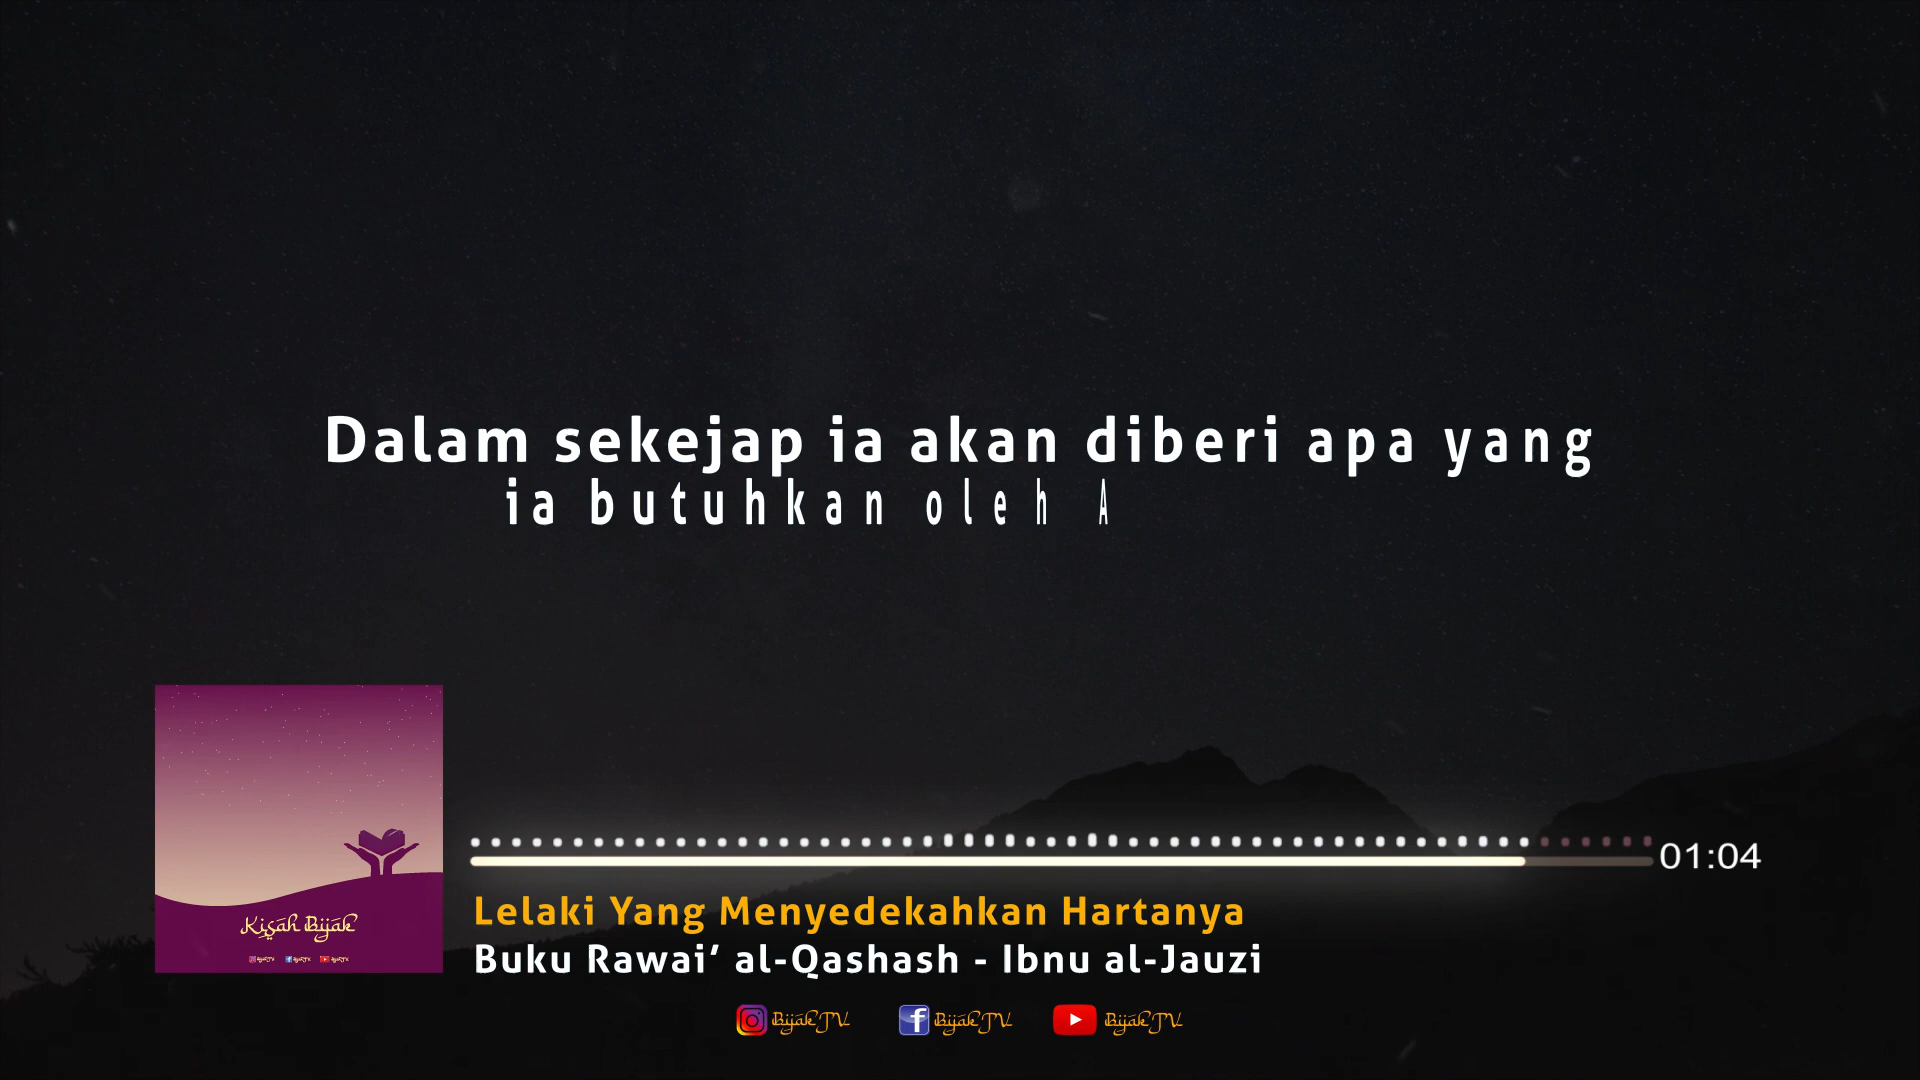 Dalam sekejap ia akan diberi apa yang
ia butuhkan oleh A
01:04
Kisah Bijak
Lelaki Yang Menyedekahkan Hartanya
Buku Rawai’ al-Qashash - Ibnu al-Jauzi
BijakTV BijakTV BijakTV